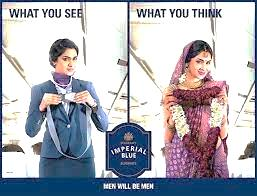 WHAT YOU SEE
WHAT YOU THINK
IMPERIAL
BLUE
MEN WILL BE MEN